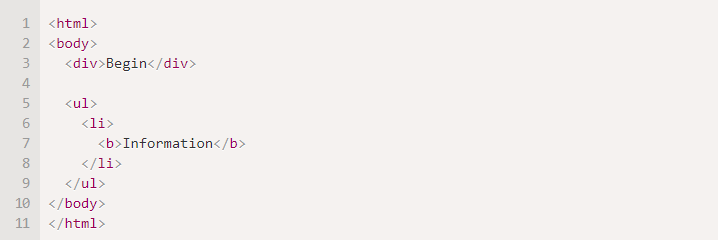 1 <html>
2 <body>
3   <div>Begin</div>
4
5   <ul>
6     <li>
7       <b>Information</b>
8     </li>
9   </ul>
10 </body>
11 </html>